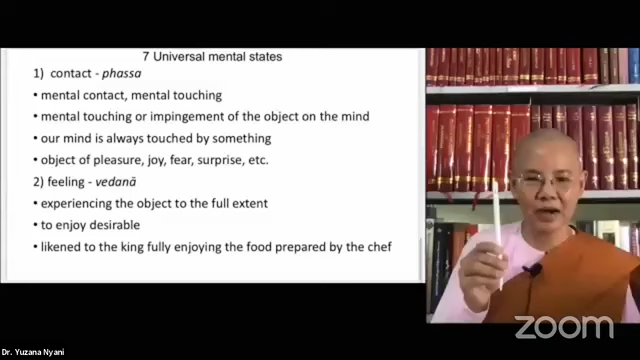 7 Universal mental states
1) contact - phassa
• mental contact, mental touching
• mental touching or impingement of the object on the mind
• our mind is always touched by something
• object of pleasure, joy, fear, surprise, etc.
2) feeling - vedanā
• experiencing the object to the full extent
• to enjoy desirable
• likened to the king fully enjoying the food prepared by the chef
zoom
Dr. Yuzana Nyani